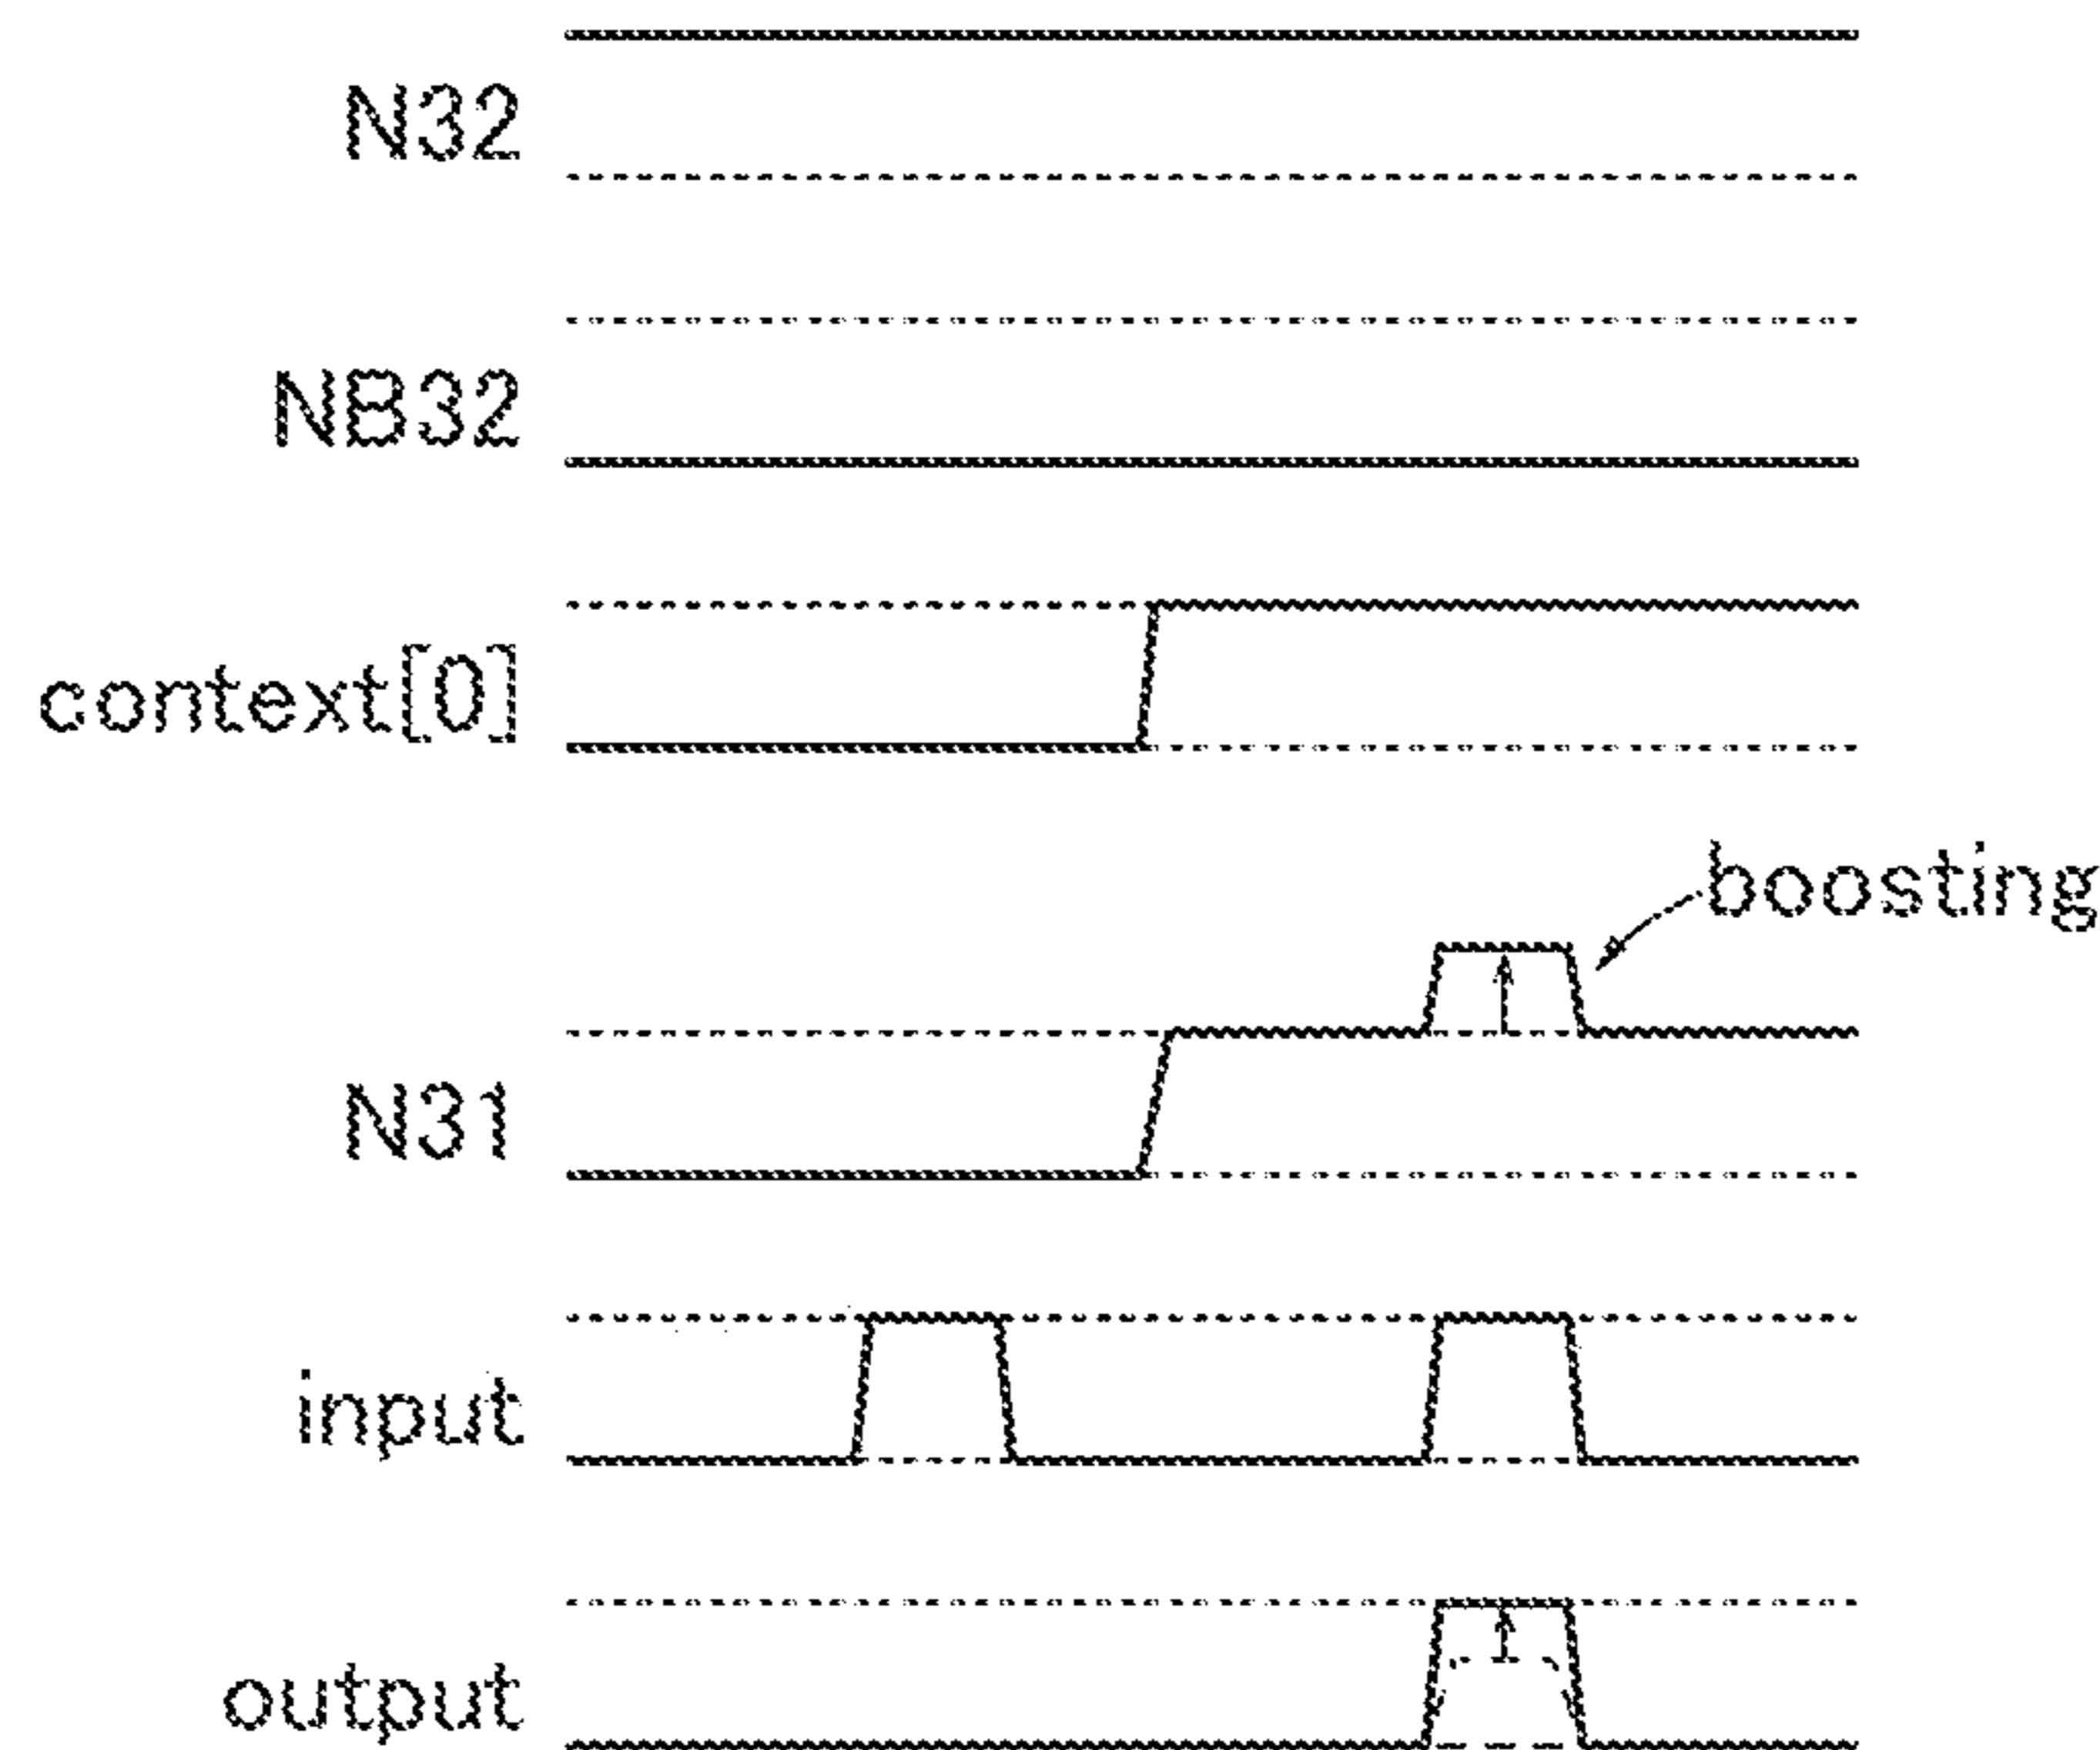 N32
NB32
context[0]
boosting
N31
input
output